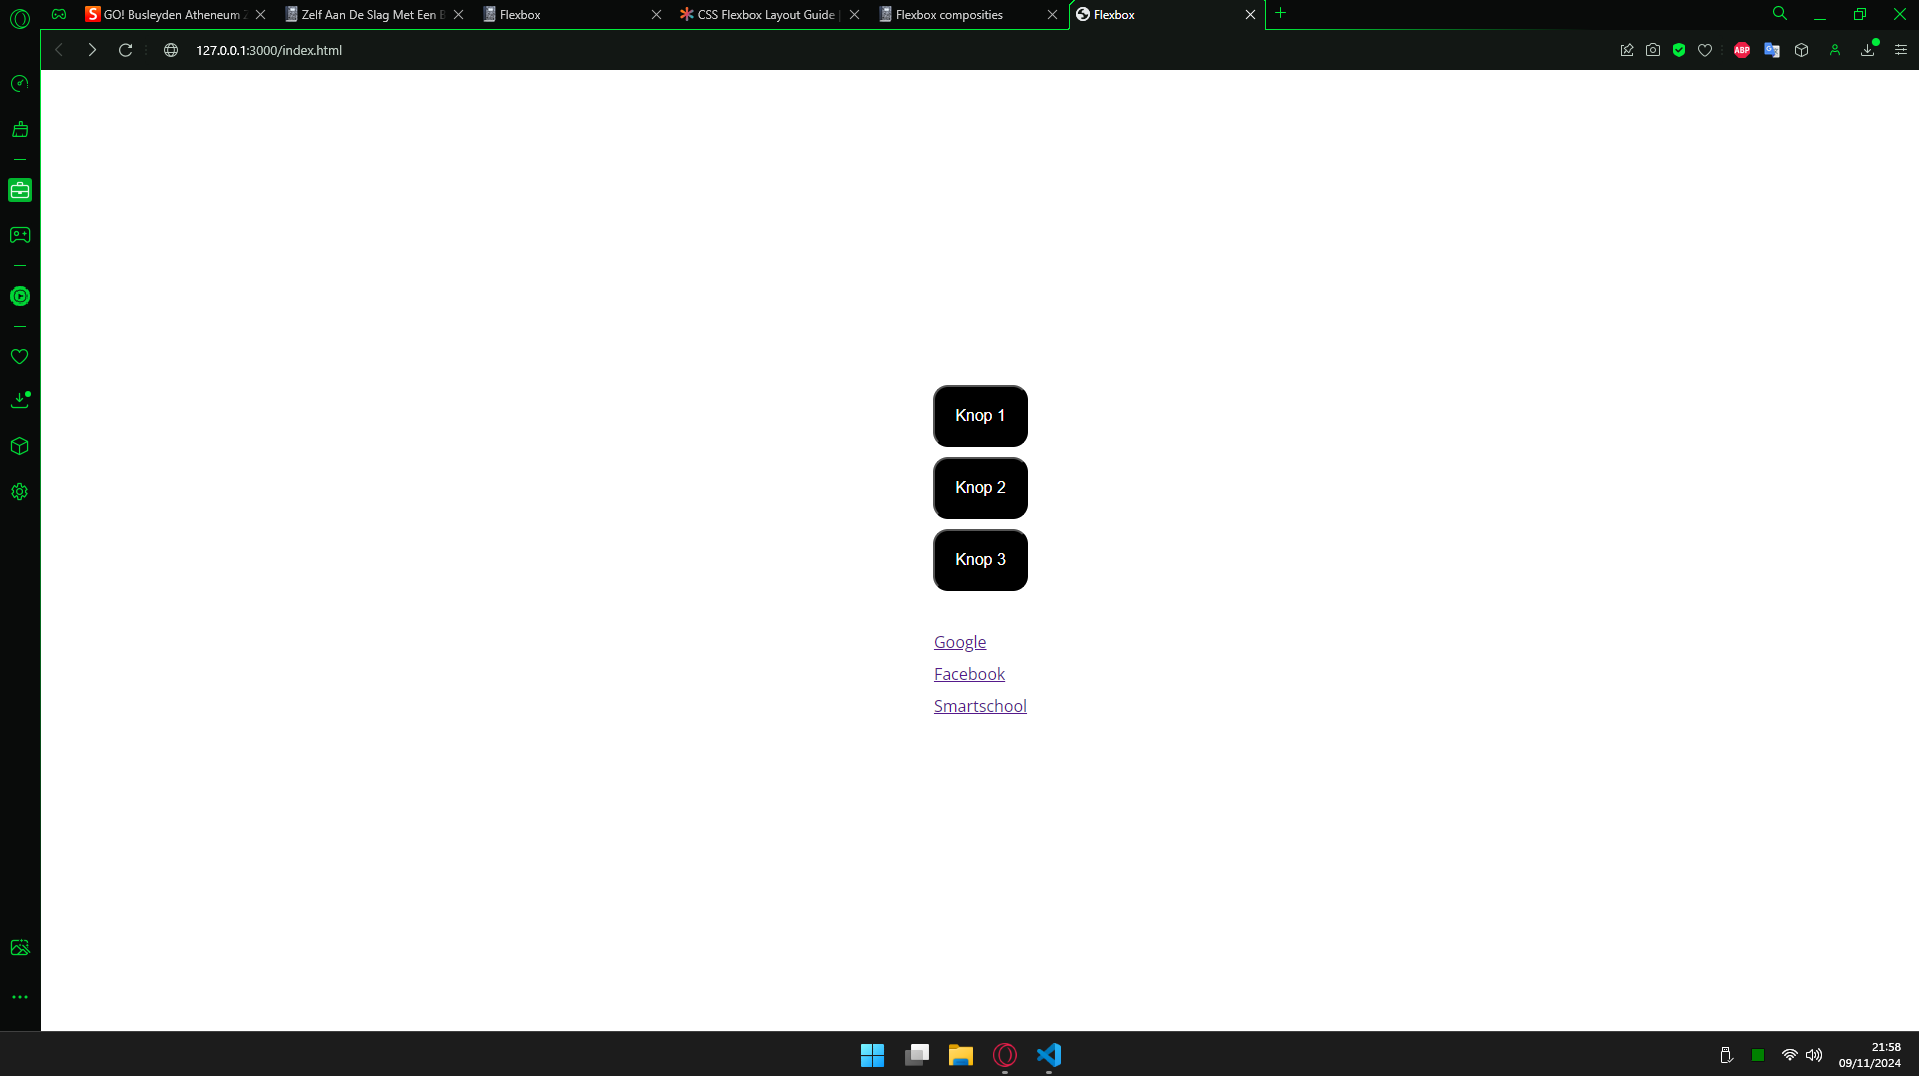 GO! Busleyden Atheneum
Zelf Aan De Slag Met Een
Flexbox
CSS Flexbox Layout Guide
Flexbox composities
Flexbox
127.0.0.1:3000/index.html
ABP
Knop 1
Knop 2
Knop 3
Google
Facebook
Smartschool
21:58
09/11/2024